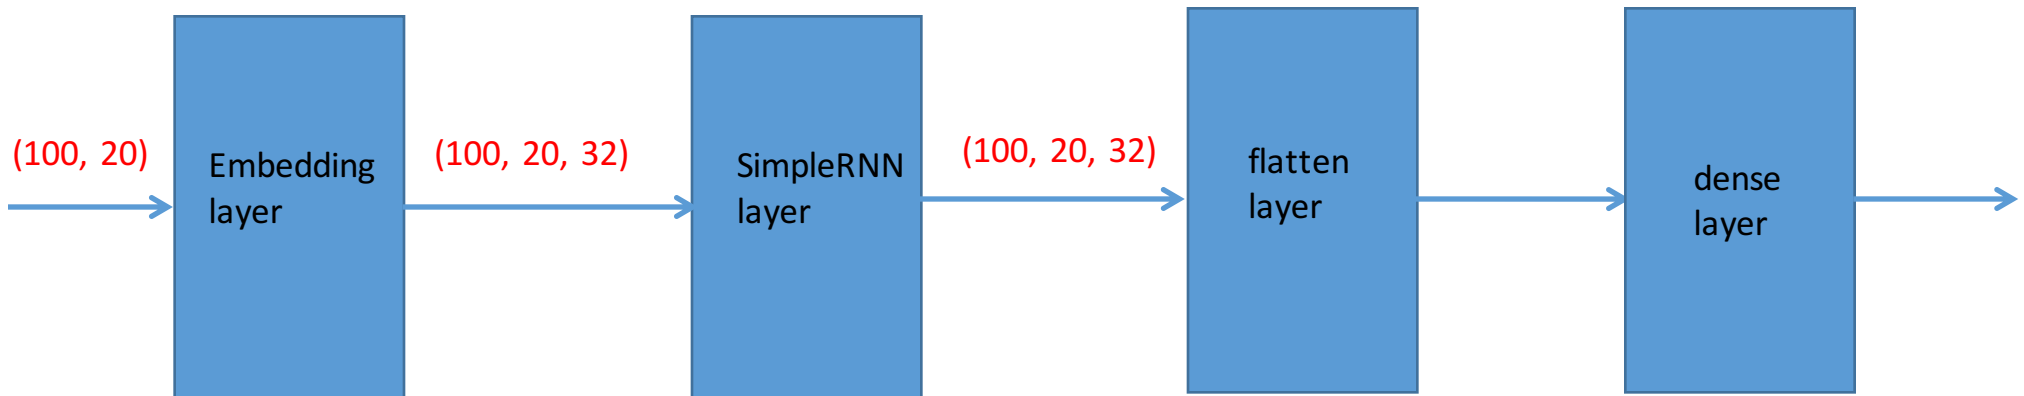 (100, 20)
Embedding
layer
(100, 20, 32)
SimpleRNN
layer
(100, 20, 32)
flatten
layer
dense
layer